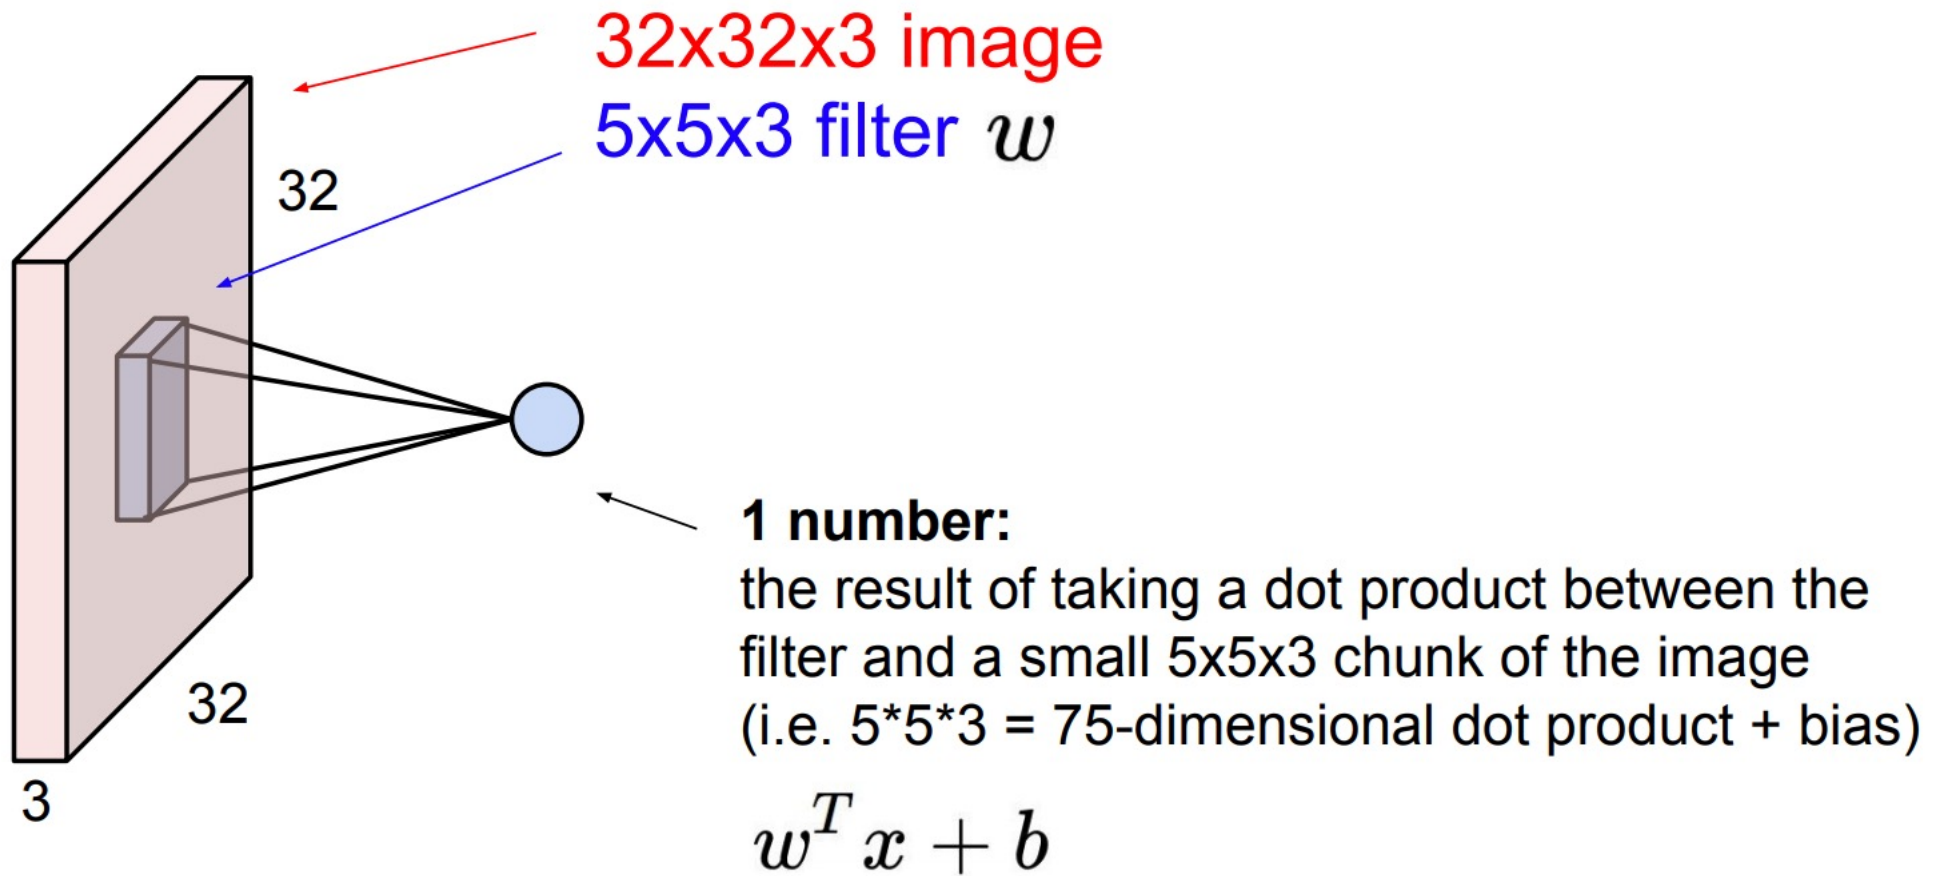 32x32x3 image
5x5x3 filter w
32
32
3
1 number:
the result of taking a dot product between the
filter and a small 5x5x3 chunk of the image
(i.e. 5*5*3 = 75-dimensional dot product + bias)
w^T x + b